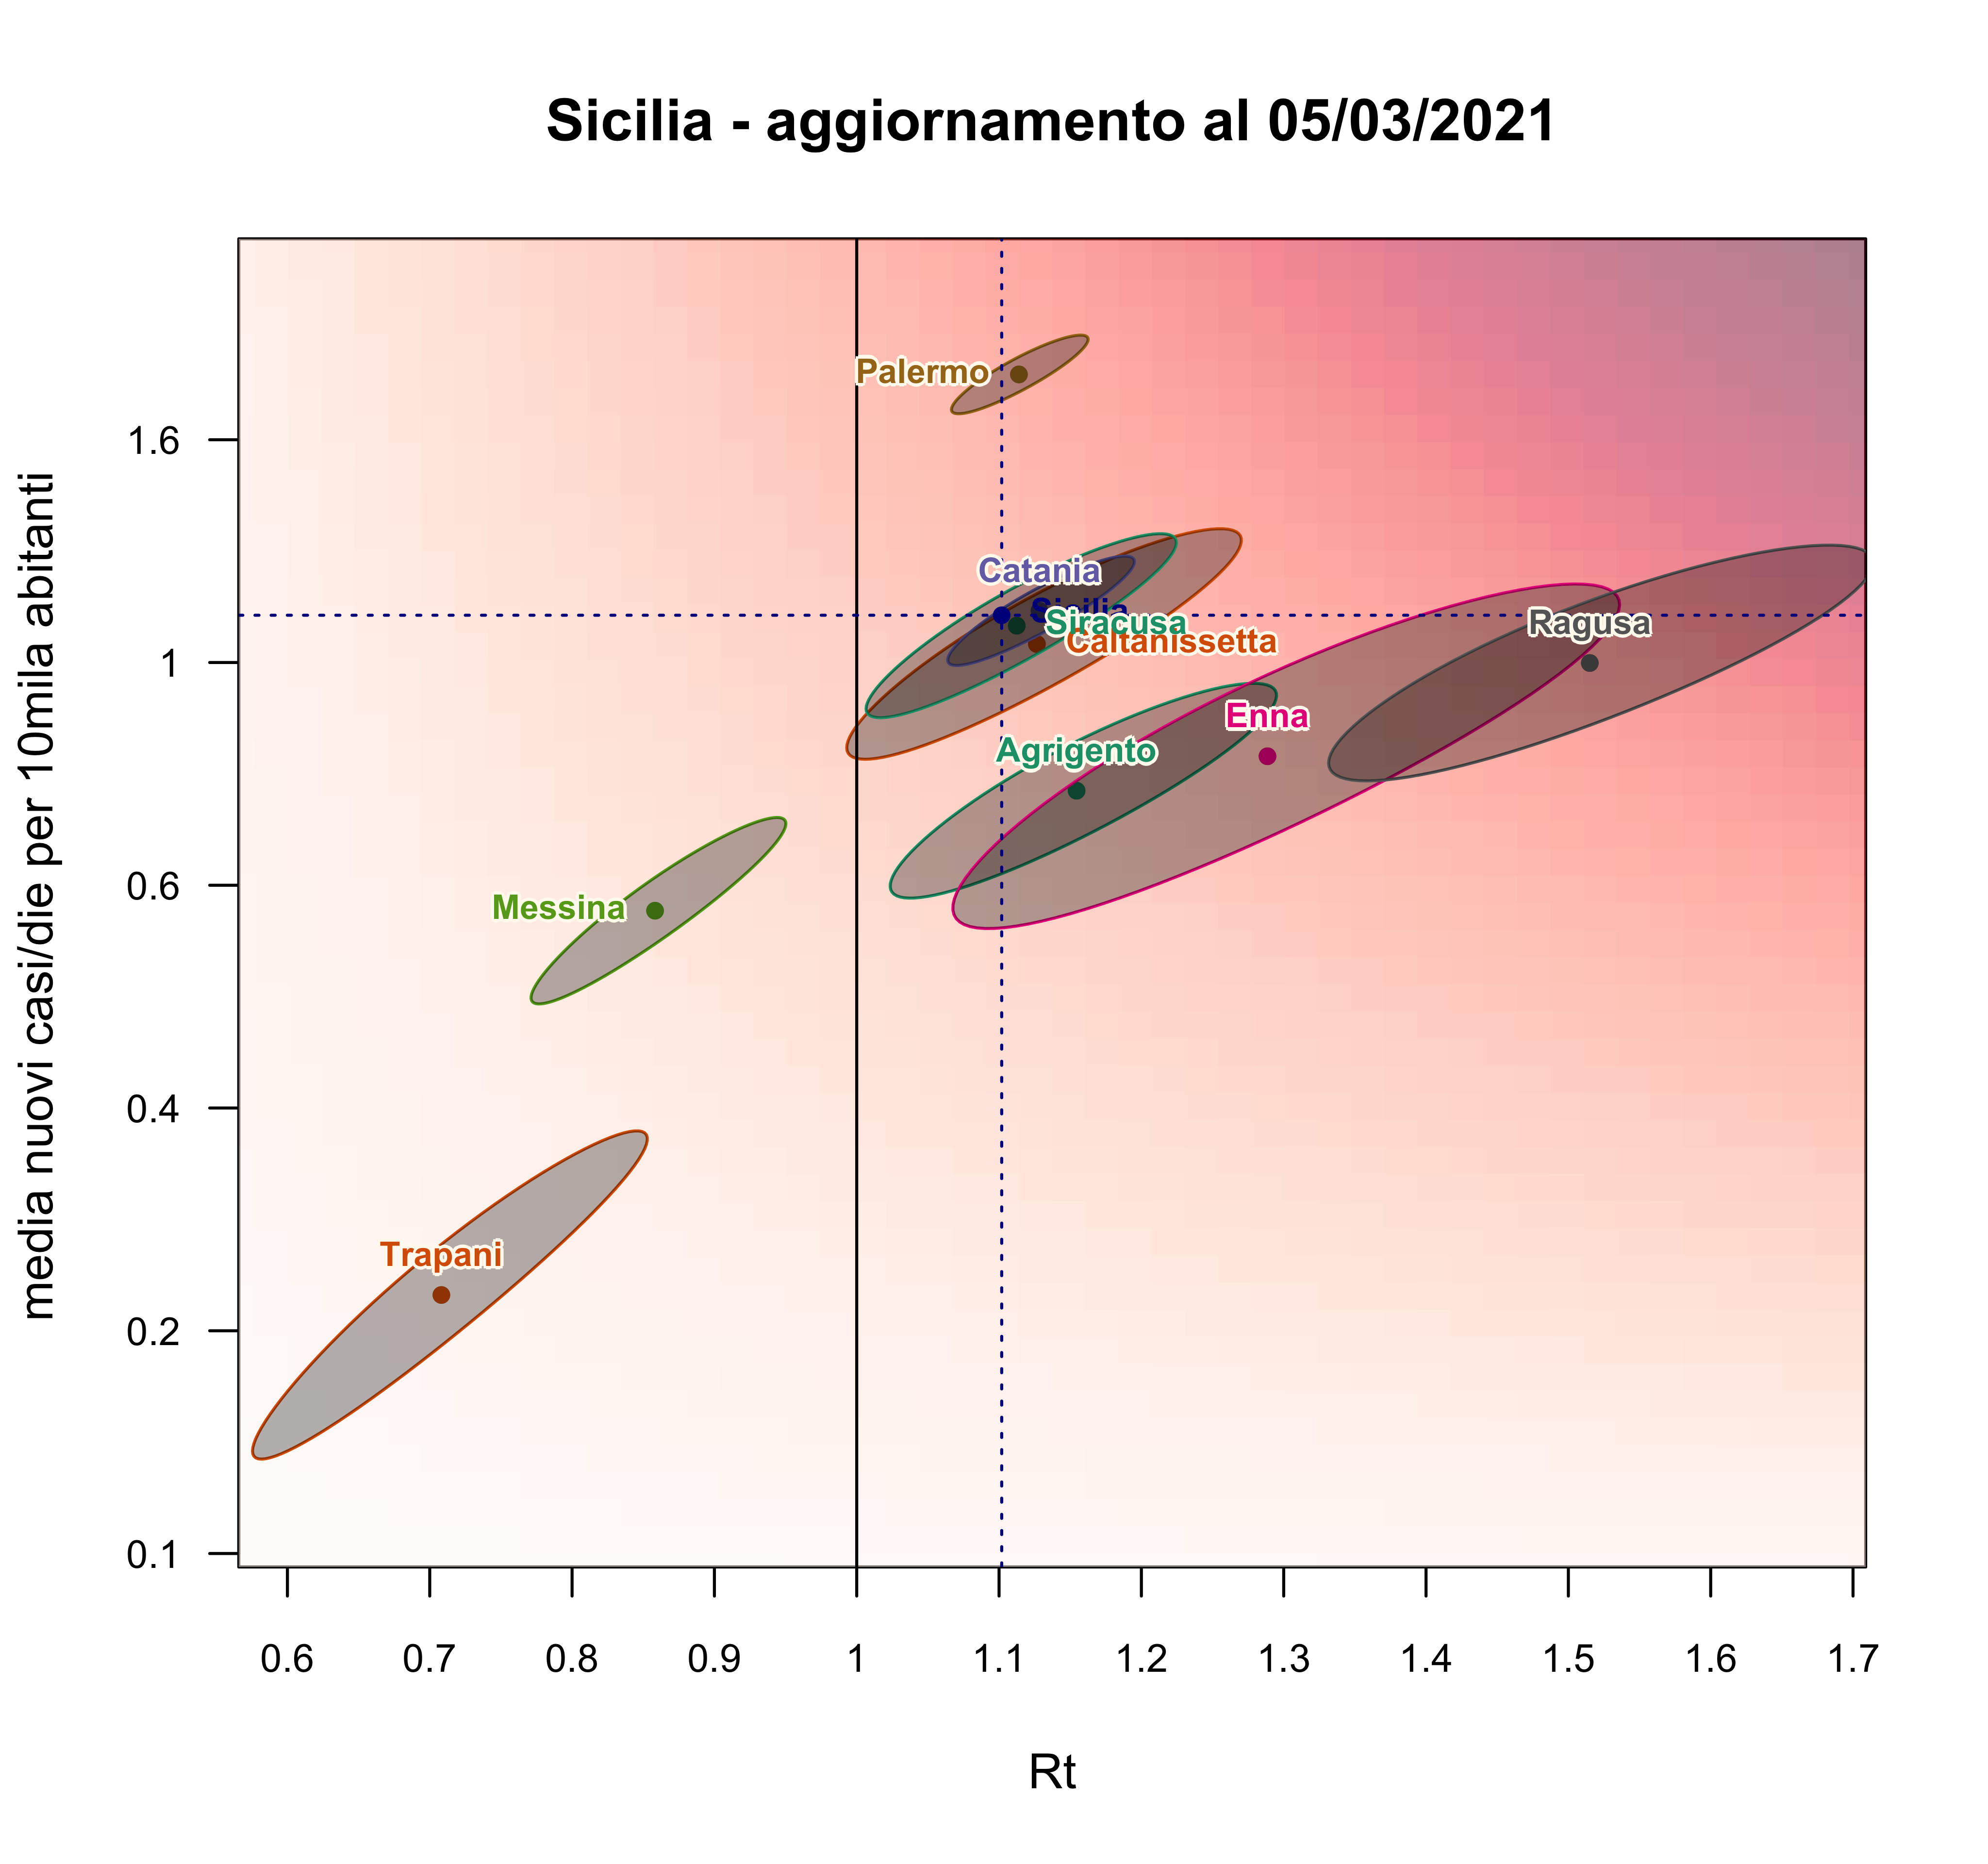 Sicilia - aggiornamento al 05/03/2021
media nuovi casi/die per 10mila abitanti
1.6
1
0.6
0.4
0.2
0.1
Palermo
Catania
Sicilia
Siracusa
Caltanissetta
Ragusa
Enna
Agrigento
Messina
Trapani
0.6 0.7 0.8 0.9 1 1.1 1.2 1.3 1.4 1.5 1.6 1.7
Rt